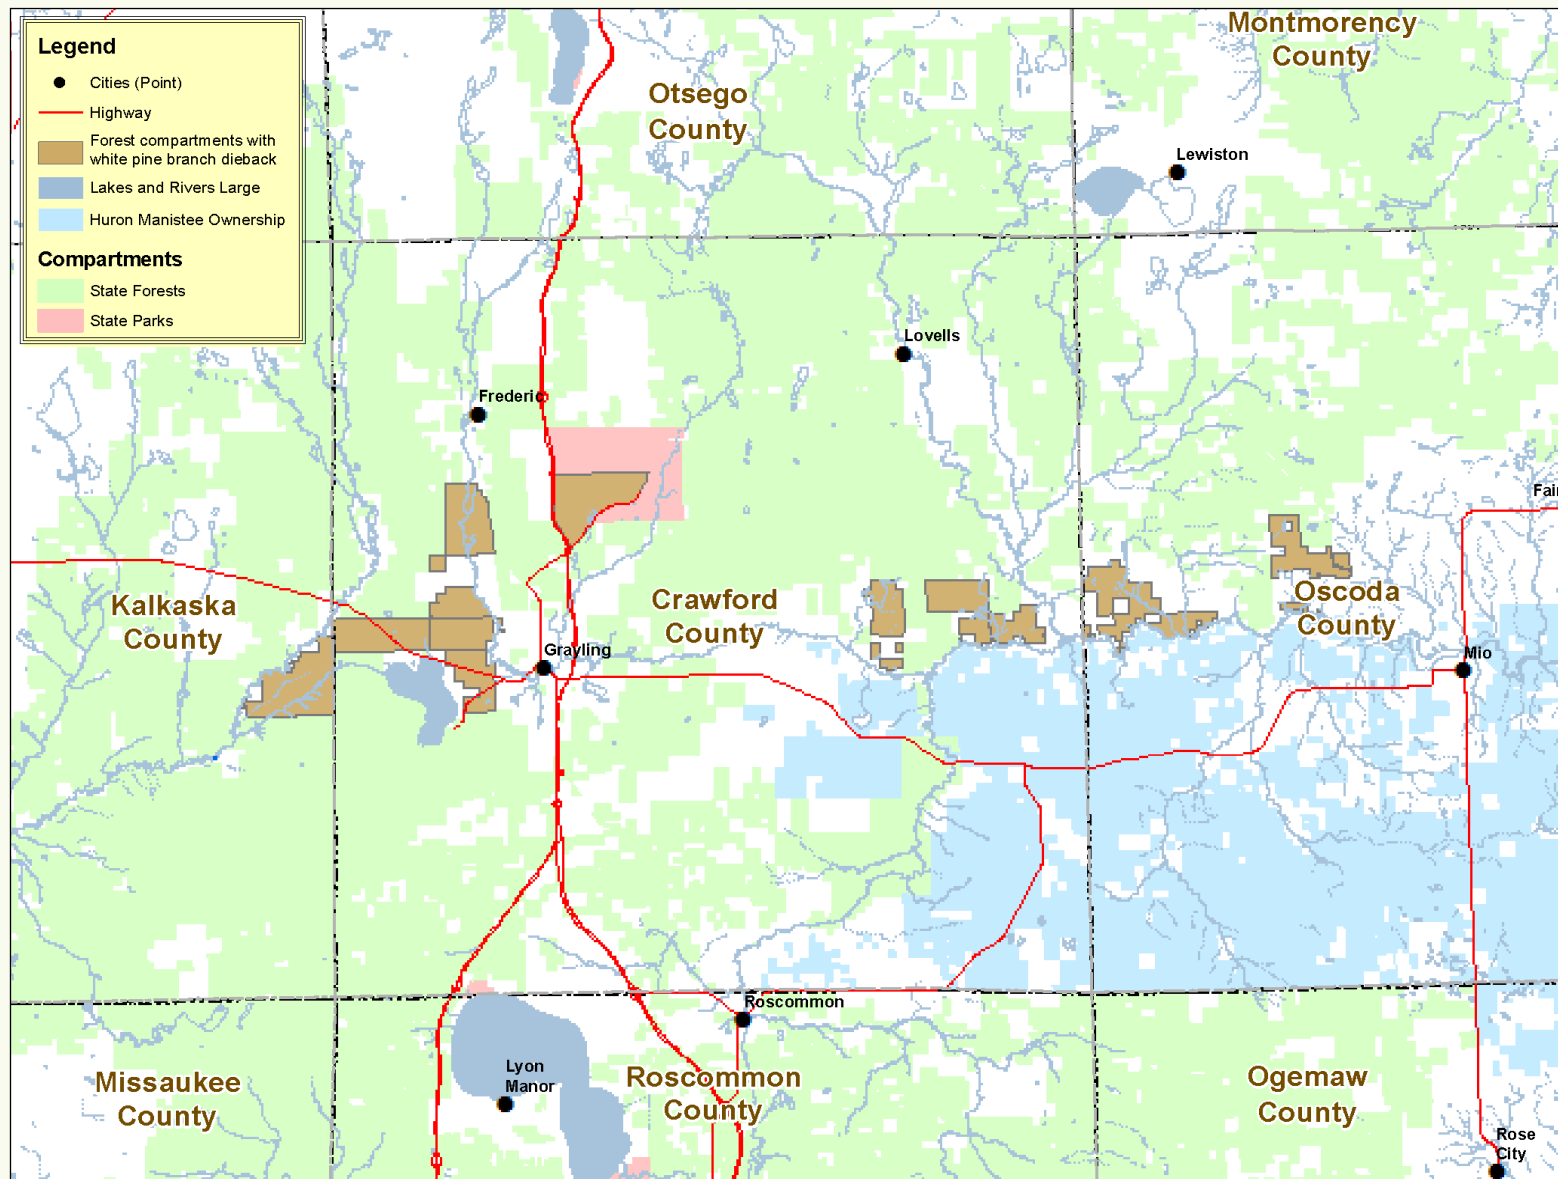 Legend
Cities (Point)
Highway
Forest compartments with
white pine branch dieback
Lakes and Rivers Large
Huron Manistee Ownership
Compartments
State Forests
State Parks
Montmorency
County
Otsego
County
Lewiston
Lovells
Frederic
Fair
Kalkaska
County
Crawford
County
Oscoda
County
Grayling
Mio
Roscommon
Lyon
Manor
Missaukee
County
Roscommon
County
Ogemaw
County
Rose
City